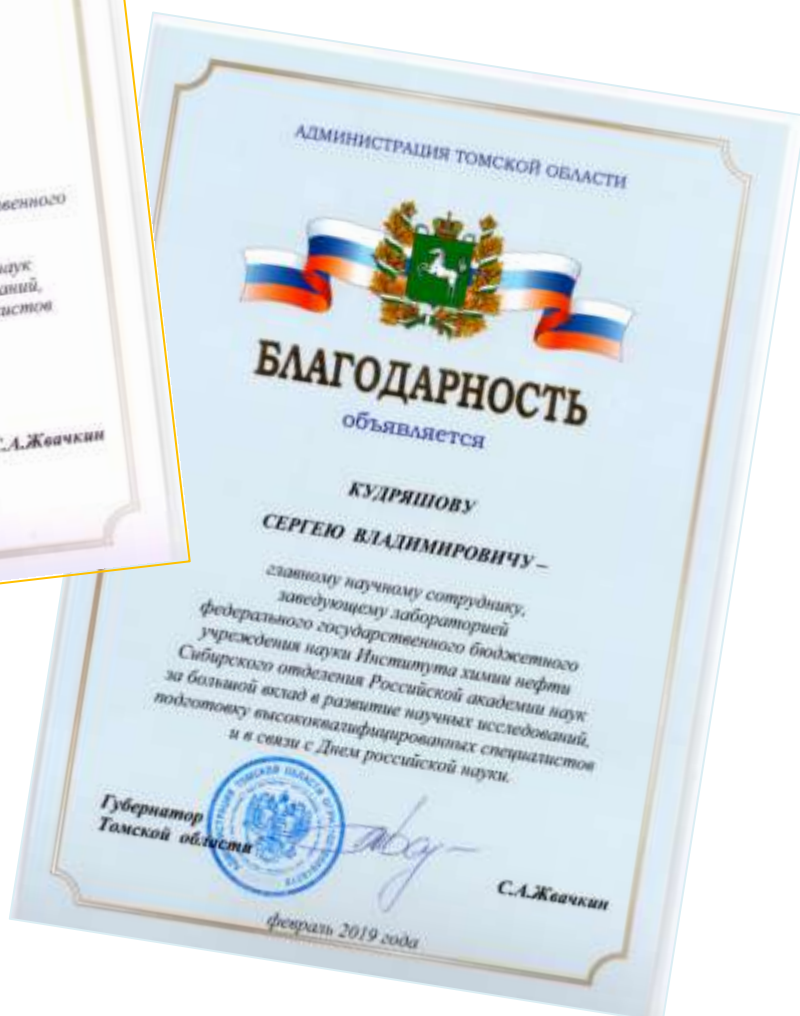 венного
наук
аний,
листов
С.А.Жвачкин
АДМИНИСТРАЦИЯ ТОМСКОЙ ОБЛАСТИ
БЛАГОДАРНОСТЬ
объявляется
КУДРЯШОВУ
СЕРГЕЮ ВЛАДИМИРОВИЧУ –
главному научному сотруднику,
заведующему лабораторией
федерального государственного бюджетного
учреждения науки Института химии нефти
Сибирского отделения Российской академии наук
за большой вклад в развитие научных исследований,
подготовку высококвалифицированных специалистов
и в связи с Днем российской науки.
Губернатор
Томской области
С.А.Жвачкин
февраль 2019 года